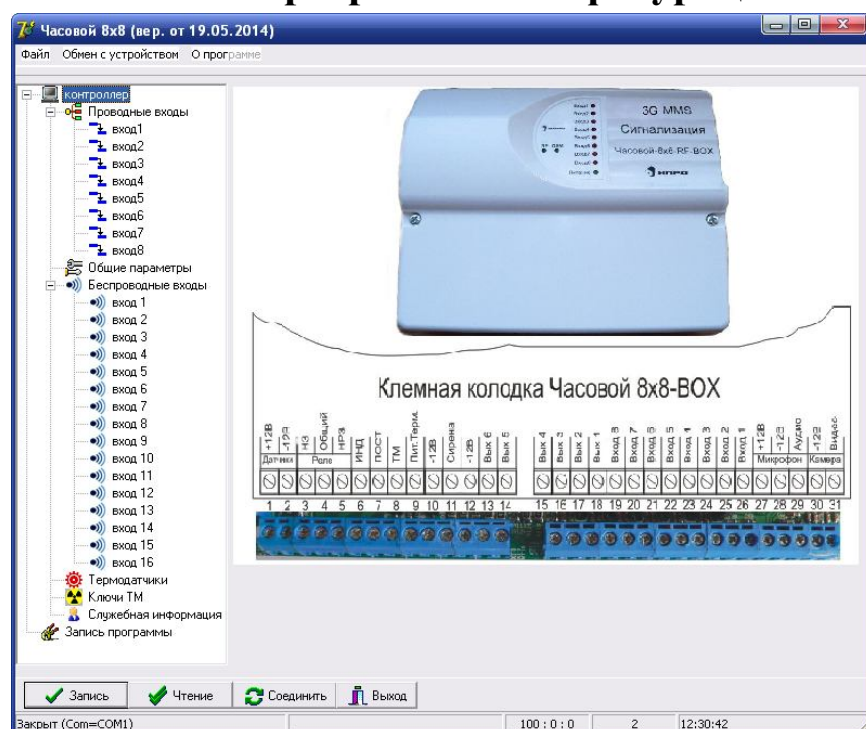 Часовой 8x8 (вер. от 19.05.2014)
Файл Обмен с устройством О программе
контроллер
Проводные входы
вход1
вход2
вход3
вход4
вход5
вход6
вход7
вход8
Общие параметры
Беспроводные входы
вход 1
вход 2
вход 3
вход 4
вход 5
вход 6
вход 7
вход 8
вход 9
вход 10
вход 11
вход 12
вход 13
вход 14
вход 15
вход 16
Термодатчики
Ключи ТМ
Служебная информация
Запись программы
3G MMS
Сигнализация
Часовой-8x8-RF-BOX
ИПРО
Клемная колодка Часовой 8x8-BOX
+12В -12В НЗ Общий НРЗ ИНД ПОСТ ТМ Пит.Терм. -12В Сирена -12В Вых 6 Вых 5 Вых 4 Вых 3 Вых 2 Вых 1 Вход 8 Вход 7 Вход 6 Вход 5 Вход 4 Вход 3 Вход 2 Вход 1 +12В -12В Аудио -12В Видео
Датчики Реле Микрофон Камера
1 2 3 4 5 6 7 8 9 10 11 12 13 14 15 16 17 18 19 20 21 22 23 24 25 26 27 28 29 30 31
Запись Чтение Соединить Выход
Закрыт (Com=COM1) 100 : 0 : 0 2 12:30:42